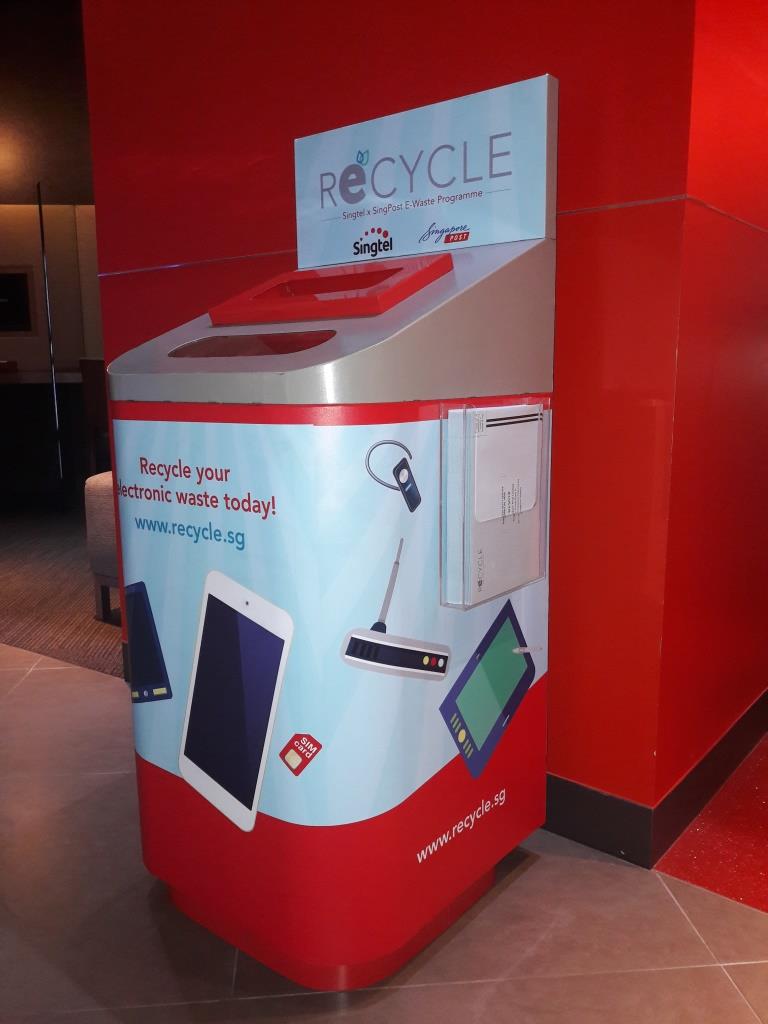 ReCYCLE
Singtel x SingPost E-Waste Programme
Singtel
Singapore
POST
Recycle your
electronic waste today!
www.recycle.sg
SIM
card
ReCYCLE
www.recycle.sg